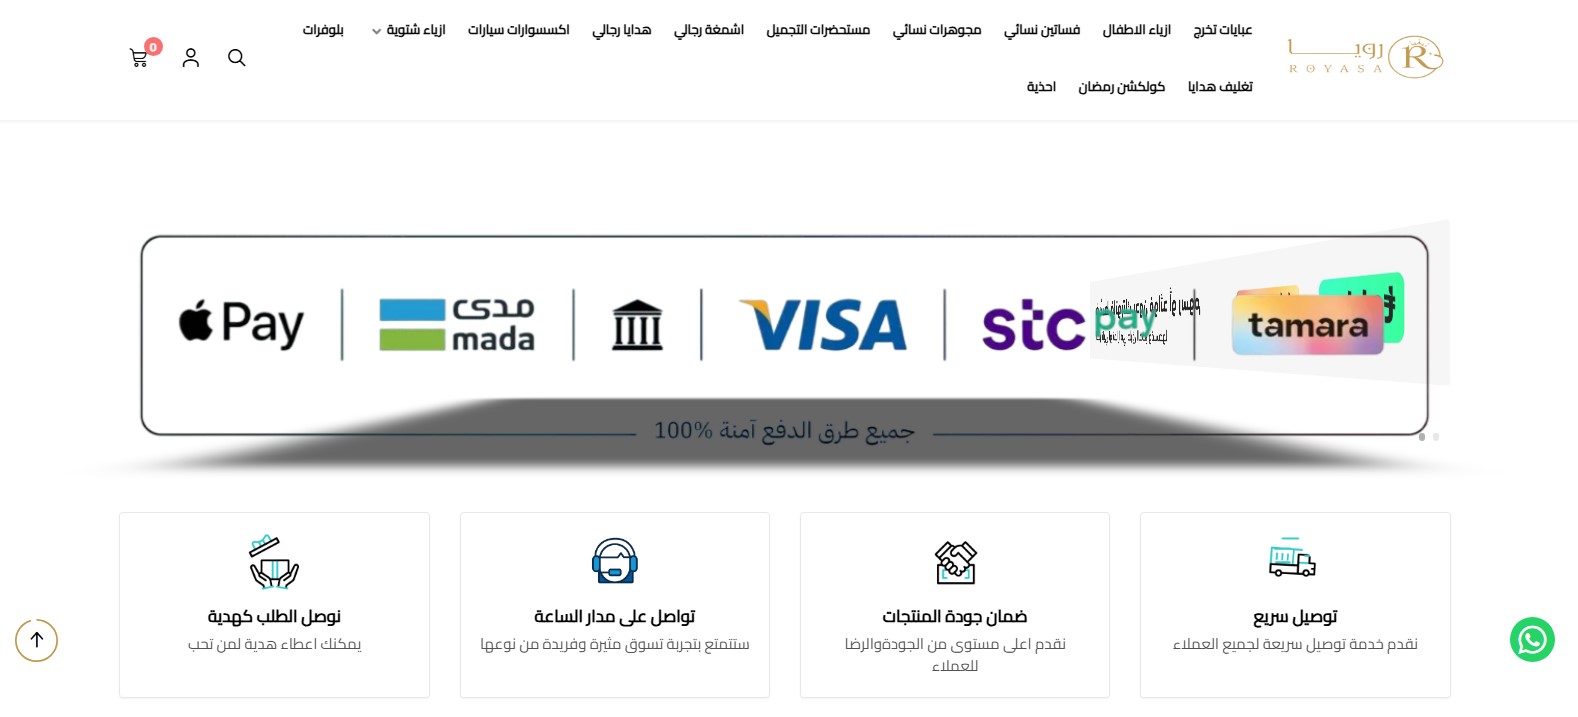 رويسا
ROYASA
عبايات تخرج
ازياء الاطفال
فساتين نسائي
مجوهرات نسائي
مستحضرات التجميل
اشمغة رجالي
هدايا رجالي
اكسسوارات سيارات
ازياء شتوية
بلوفرات
تغليف هدايا
كولكشن رمضان
احذية
0
tamara
stc pay
VISA
مدى
mada
Pay
جميع طرق الدفع آمنة 100%
توصيل سريع
نقدم خدمة توصيل سريعة لجميع العملاء
ضمان جودة المنتجات
نقدم اعلى مستوى من الجودةوالرضا
للعملاء
تواصل على مدار الساعة
ستتمتع بتجربة تسوق مثيرة وفريدة من نوعها
نوصل الطلب كهدية
يمكنك اعطاء هدية لمن تحب